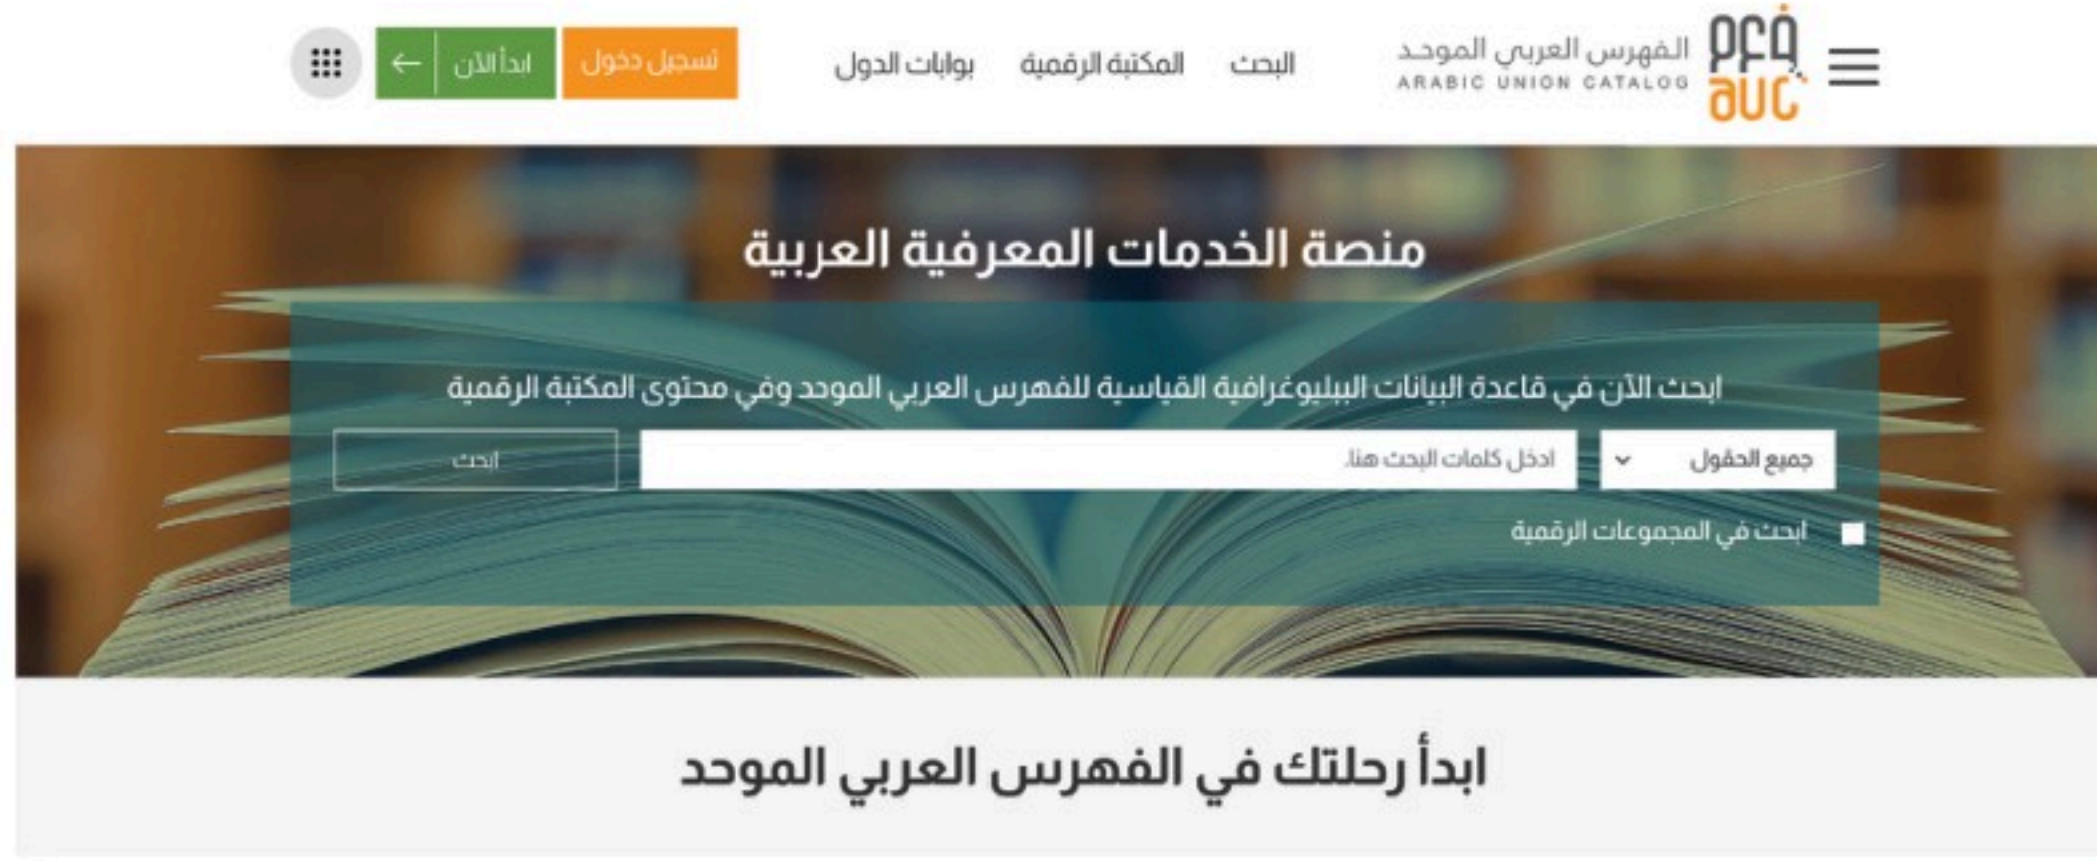 الفهرس العربي الموحد
ARABIC UNION CATALOG
auc
البحث
المكتبة الرقمية
بوابات الدول
تسجيل دخول
ابدأ الآن
منصة الخدمات المعرفية العربية
ابحث الآن في قاعدة البيانات الببليوغرافية القياسية للفهرس العربي الموحد وفي محتوى المكتبة الرقمية
جميع الحقول
ادخل كلمات البحث هنا.
ابحث
ابحث في المجموعات الرقمية
ابدأ رحلتك في الفهرس العربي الموحد